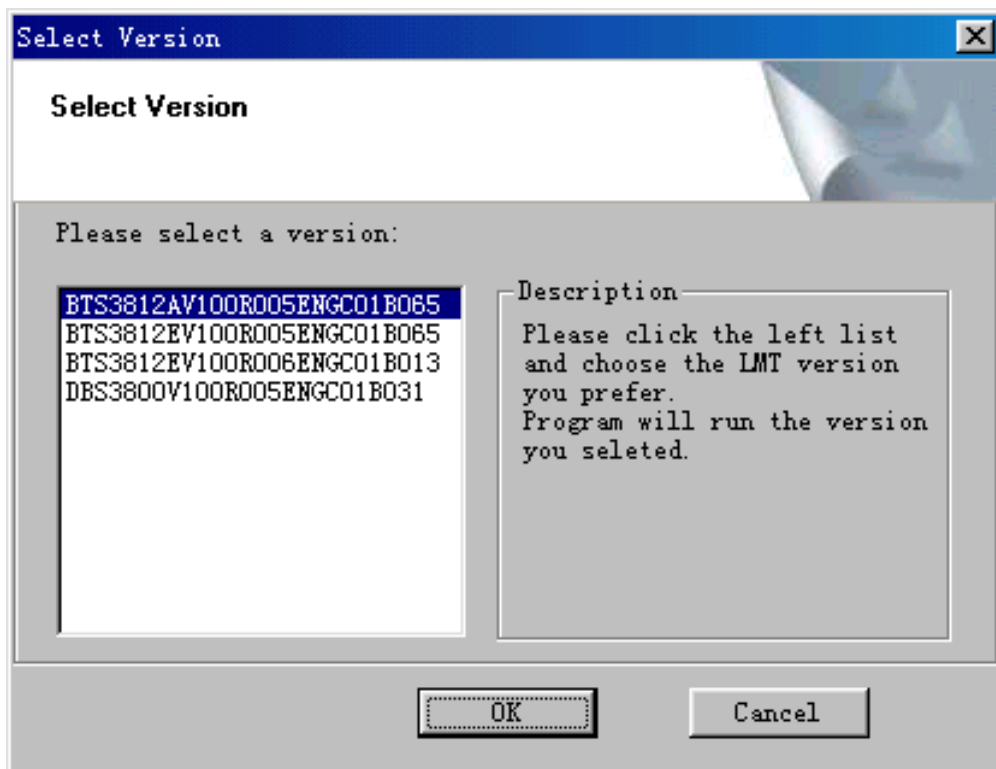 Select Version
Select Version
Please select a version:
BTS3812AV100R005ENGC01B065
BTS3812EV100R005ENGC01B065
BTS3812EV100R006ENGC01B013
DBS3800V100R005ENGC01B031
Description
Please click the left list
and choose the LMT version
you prefer.
Program will run the version
you seleted.
OK
Cancel